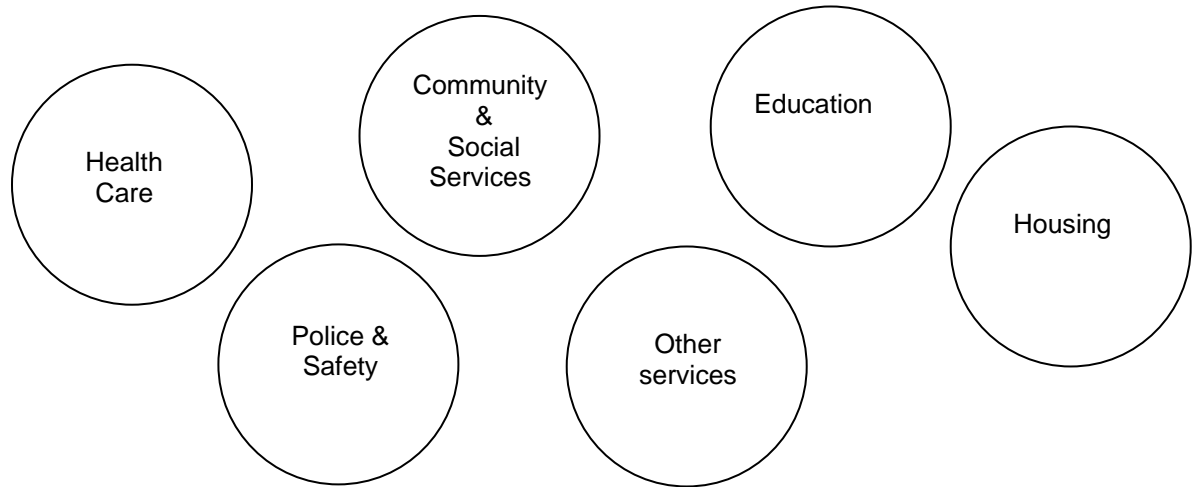 Health
Care
Community
&
Social
Services
Education
Housing
Police &
Safety
Other
services